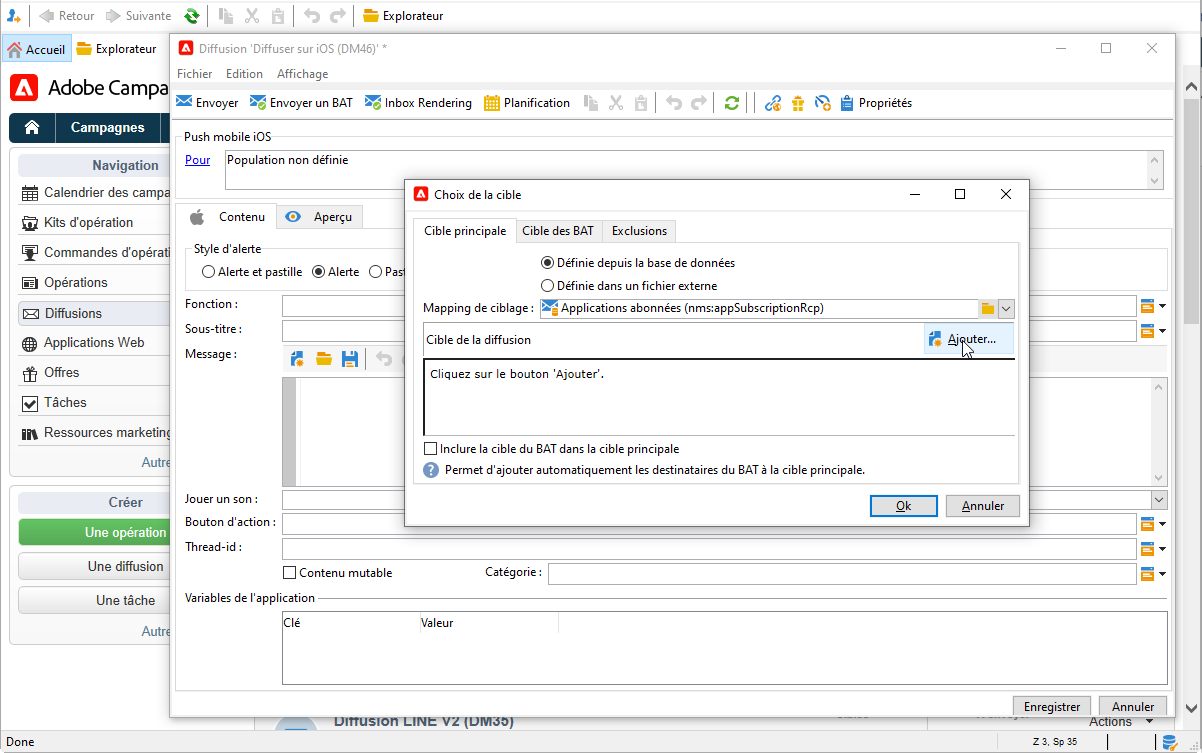 Retour Suivante Explorateur
Accueil Explorateur
Diffusion 'Diffuser sur iOS (DM46)' *
Adobe Campa
Fichier Edition Affichage
Envoyer Envoyer un BAT Inbox Rendering Planification Propriétés
Campagnes
Push mobile iOS
Pour Population non définie
Navigation
Calendrier des campa
Kits d'opération
Commandes d'opérati
Opérations
Diffusions
Applications Web
Offres
Tâches
Ressources marketing
Autre
Créer
Une opération
Une diffusion
Une tâche
Autre
Contenu Aperçu
Style d'alerte
Alerte et pastille Alerte Past
Fonction :
Sous-titre :
Message :
Choix de la cible
Cible principale Cible des BAT Exclusions
Définie depuis la base de données
Définie dans un fichier externe
Mapping de ciblage : Applications abonnées (nms:appSubscriptionRcp)
Cible de la diffusion Ajouter...
Cliquez sur le bouton 'Ajouter'.
Inclure la cible du BAT dans la cible principale
? Permet d'ajouter automatiquement les destinataires du BAT à la cible principale.
Ok Annuler
Jouer un son :
Bouton d'action :
Thread-id :
Contenu mutable Catégorie :
Variables de l'application
Clé Valeur
Enregistrer Annuler
Diffusion LINE V2 (DM35)
Actions
Done Z 3, Sp 35